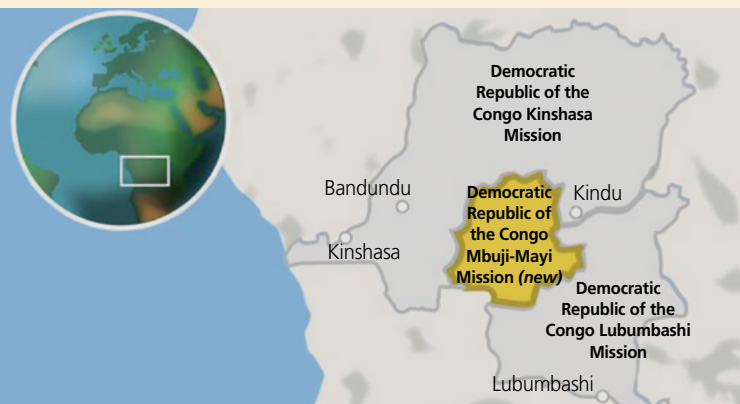 Democratic
Republic of the
Congo Kinshasa
Mission
Bandundu
Kinshasa
Democratic
Republic of
the Congo
Mbuji-Mayi
Mission (new)
Kindu
Democratic
Republic of the
Congo Lubumbashi
Mission
Lubumbashi